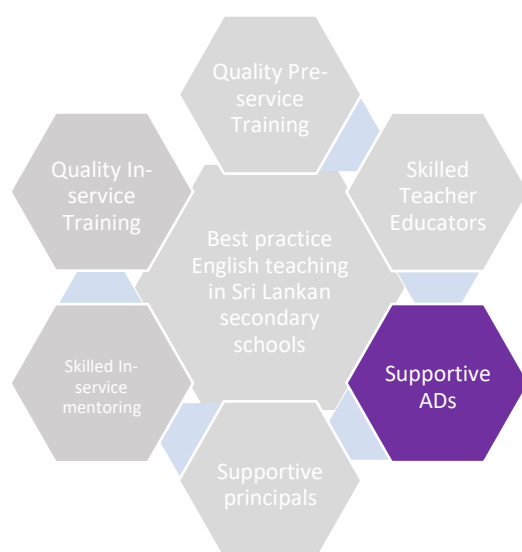 Quality Pre-
service
Training
Quality In-
service
Training
Skilled
Teacher
Educators
Best practice
English teaching
in Sri Lankan
secondary
schools
Skilled In-
service
mentoring
Supportive
ADs
Supportive
principals